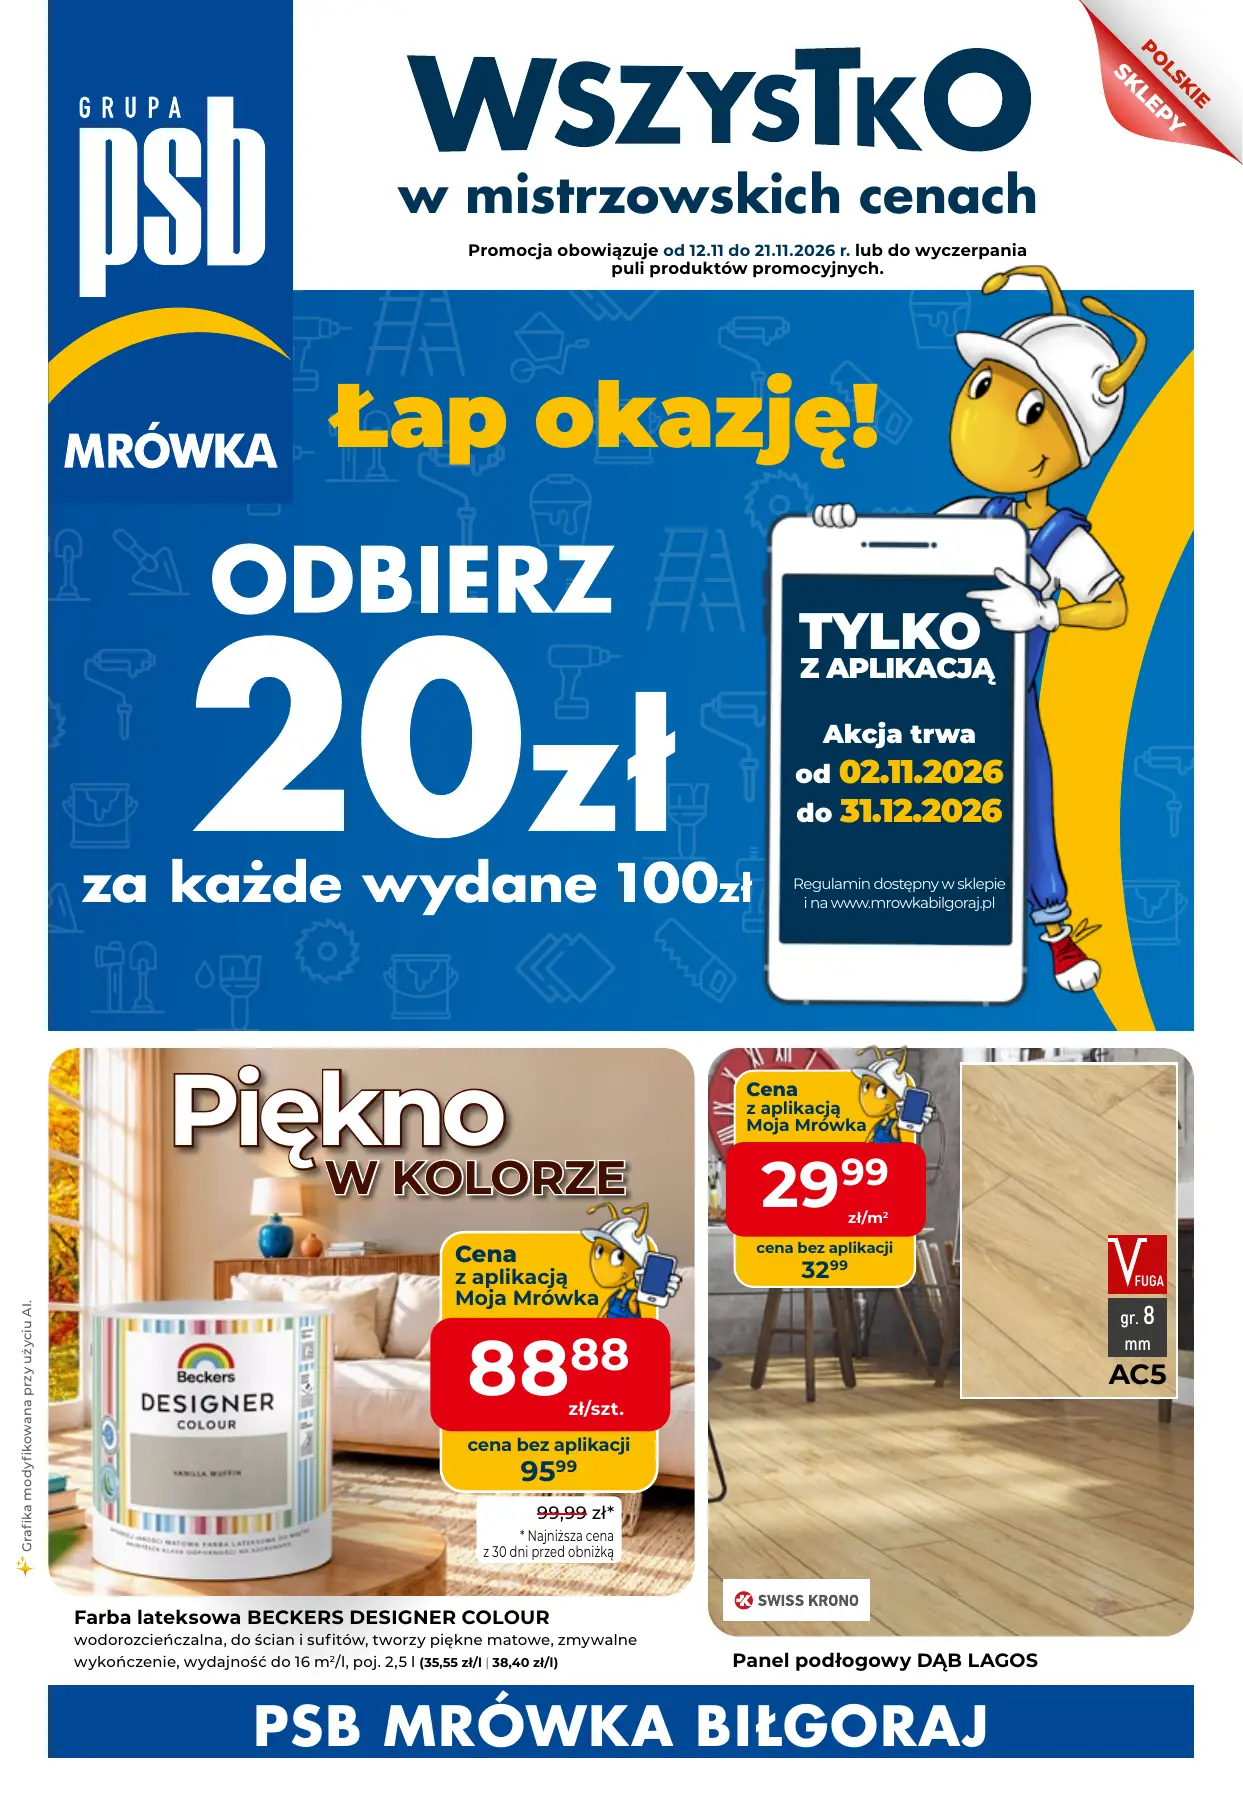 GRUPA
psb
MRÓWKA
WSZYSTKO
w mistrzowskich cenach
Promocja obowiązuje od 12.11 do 21.11.2026 r. lub do wyczerpania
puli produktów promocyjnych.
POLSKIE
SKLEPY
Łap okazję!
ODBIERZ
20zł
za każde wydane 100zł
TYLKO
Z APLIKACJĄ
Akcja trwa
od 02.11.2026
do 31.12.2026
Regulamin dostępny w sklepie
i na www.mrowkabilgoraj.pl
Piękno
W KOLORZE
Cena
z aplikacją
Moja Mrówka
88 88
zł/szt.
cena bez aplikacji
95 99
99,99 zł*
* Najniższa cena
z 30 dni przed obniżką
Beckers
DESIGNER
COLOUR
VANILLA MUFFIN
Farba lateksowa BECKERS DESIGNER COLOUR
wodorozcieńczalna, do ścian i sufitów, tworzy piękne matowe, zmywalne
wykończenie, wydajność do 16 m²/l, poj. 2,5 l (35,55 zł/l | 38,40 zł/l)
Cena
z aplikacją
Moja Mrówka
29 99
zł/m²
cena bez aplikacji
32 99
V FUGA
gr. 8
mm
AC5
SWISS KRONO
Panel podłogowy DĄB LAGOS
Grafika modyfikowana przy użyciu AI.
PSB MRÓWKA BIŁGORAJ